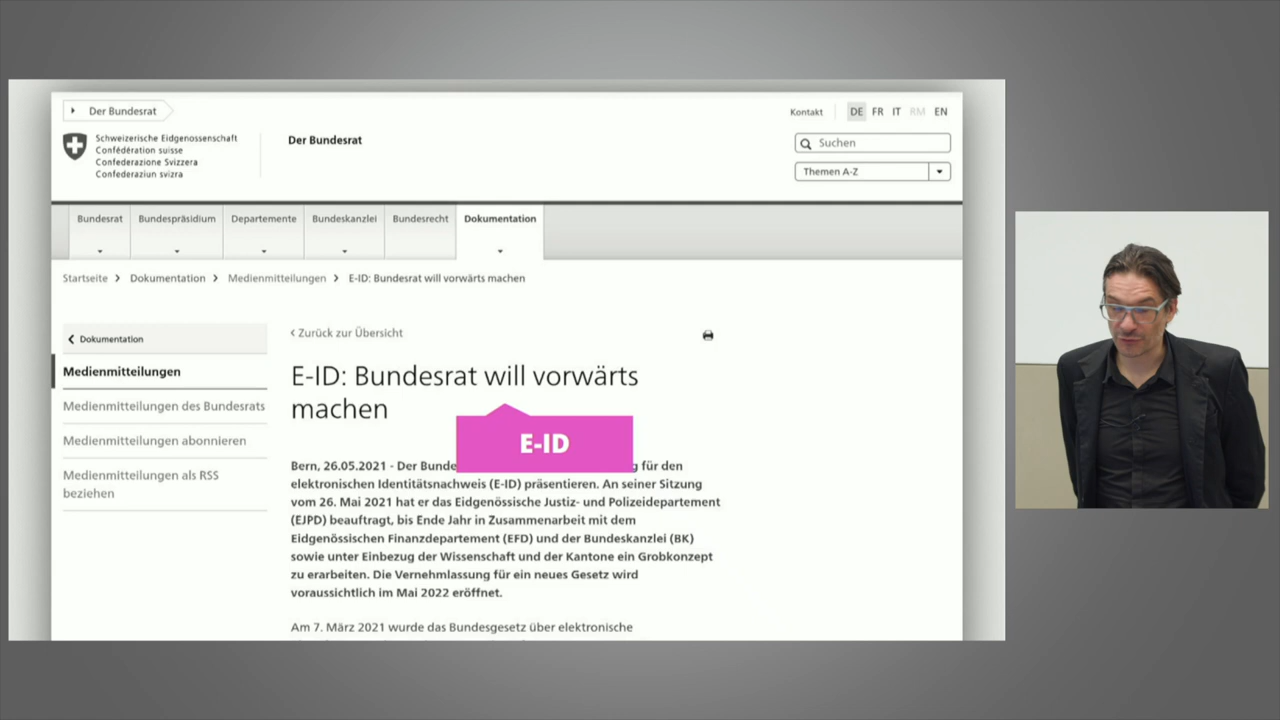 Der Bundesrat
Kontakt DE FR IT RM EN
Schweizerische Eidgenossenschaft
Confédération suisse
Confederazione Svizzera
Confederaziun svizra
Der Bundesrat
Suchen
Themen A-Z
Bundesrat Bundespräsidium Departemente Bundeskanzlei Bundesrecht Dokumentation
Startseite > Dokumentation > Medienmitteilungen > E-ID: Bundesrat will vorwärts machen
Dokumentation
Medienmitteilungen
Medienmitteilungen des Bundesrats
Medienmitteilungen abonnieren
Medienmitteilungen als RSS
beziehen
‹ Zurück zur Übersicht
E-ID: Bundesrat will vorwärts
machen
E-ID
Bern, 26.05.2021 - Der Bunde g für den
elektronischen Identitätsnachweis (E-ID) präsentieren. An seiner Sitzung
vom 26. Mai 2021 hat er das Eidgenössische Justiz- und Polizeidepartement
(EJPD) beauftragt, bis Ende Jahr in Zusammenarbeit mit dem
Eidgenössischen Finanzdepartement (EFD) und der Bundeskanzlei (BK)
sowie unter Einbezug der Wissenschaft und der Kantone ein Grobkonzept
zu erarbeiten. Die Vernehmlassung für ein neues Gesetz wird
voraussichtlich im Mai 2022 eröffnet.
Am 7. März 2021 wurde das Bundesgesetz über elektronische